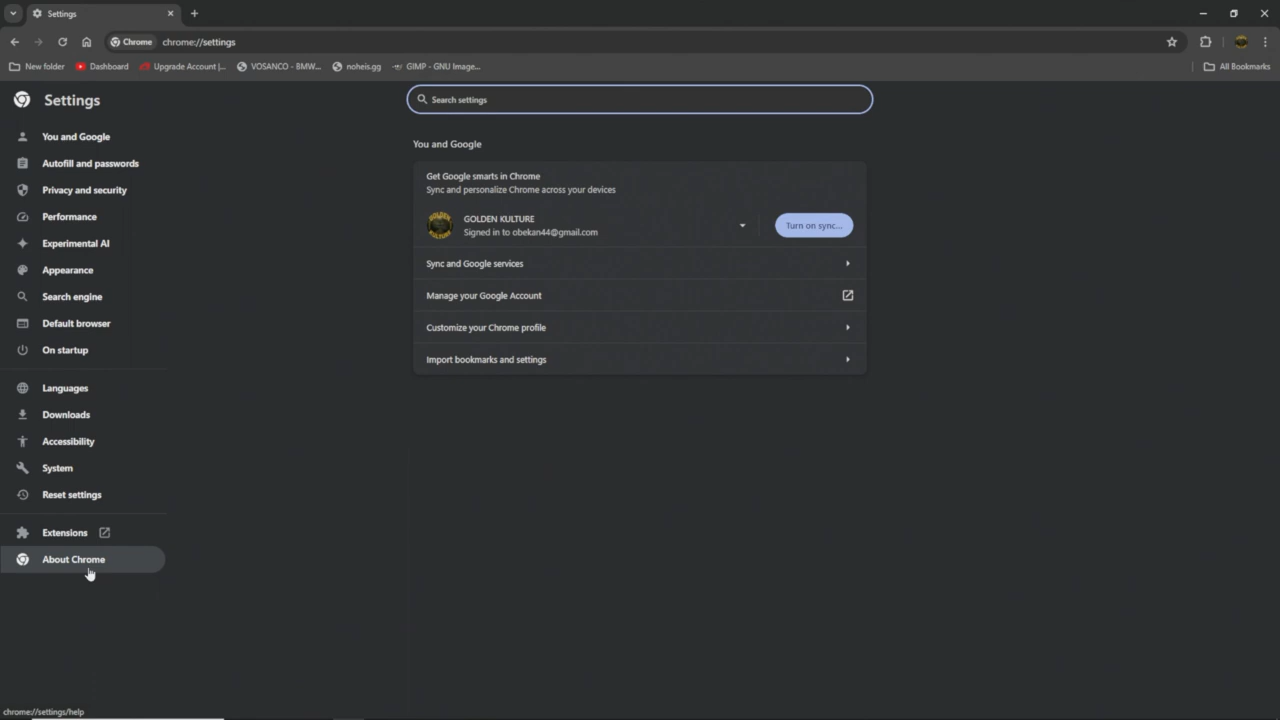 Settings
Chrome
chrome://settings
New folder
Dashboard
Upgrade Account |...
VOSANCO - BMW...
noheis.gg
GIMP - GNU Image...
All Bookmarks
Settings
Search settings
You and Google
Autofill and passwords
Privacy and security
Performance
Experimental AI
Appearance
Search engine
Default browser
On startup
Languages
Downloads
Accessibility
System
Reset settings
Extensions
About Chrome
You and Google
Get Google smarts in Chrome
Sync and personalize Chrome across your devices
GOLDEN KULTURE
GOLDEN KULTURE
Signed in to obekan44@gmail.com
Turn on sync...
Sync and Google services
Manage your Google Account
Customize your Chrome profile
Import bookmarks and settings
chrome://settings/help